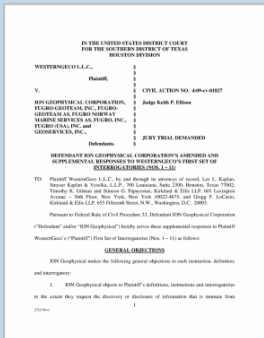 IN THE UNITED STATES DISTRICT COURT
FOR THE SOUTHERN DISTRICT OF TEXAS
HOUSTON DIVISION
WESTERNGECO L.L.C., §
§
Plaintiff, §
§
V. § CIVIL ACTION NO. 4:09-cv-01827
§
ION GEOPHYSICAL CORPORATION, § Judge Keith P. Ellison
FUGRO-GEOTEAM, INC., FUGRO- §
GEOTEAM AS, FUGRO NORWAY §
MARINE SERVICES AS, FUGRO, INC., §
FUGRO (USA), INC. and §
GEOSERVICES, INC., §
§ JURY TRIAL DEMANDED
Defendants. §
DEFENDANT ION GEOPHYSICAL CORPORATION'S AMENDED AND
SUPPLEMENTAL RESPONSES TO WESTERNGECO'S FIRST SET OF
INTERROGATORIES (NOS. 1 – 11)
TO: Plaintiff WesternGeco L.L.C., by and through its attorneys of record, Lee L. Kaplan,
Smyser Kaplan & Veselka, L.L.P., 700 Louisiana, Suite 2300, Houston, Texas 77002;
Timothy K. Gilman and Simeon G. Papacostas, Kirkland & Ellis LLP, 601 Lexington
Avenue – 36th Floor, New York, New York 10022-4675, and Gregg F. LoCascio,
Kirkland & Ellis LLP, 655 Fifteenth Street, N.W., Washington, D.C. 20005.
Pursuant to Federal Rule of Civil Procedure 33, Defendant ION Geophysical Corporation
("Defendant" and/or "ION Geophysical") hereby serves these supplemental responses to Plaintiff
WesternGeco's ("Plaintiff") First Set of Interrogatories (Nos. 1 – 11) as follows:
GENERAL OBJECTIONS
ION Geophysical makes the following general objections to each instruction, definition,
and interrogatory:
1. ION Geophysical objects to Plaintiff's definitions, instructions and interrogatories
to the extent they request the discovery or disclosure of information that is immune from
1